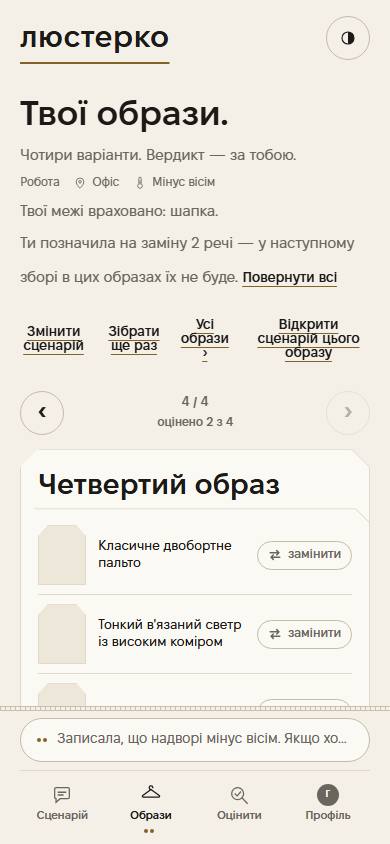 люстерко
Твої образи.
Чотири варіанти. Вердикт — за тобою.
Робота Офіс Мінус вісім
Твої межі враховано: шапка.
Ти позначила на заміну 2 речі — у наступному
зборі в цих образах їх не буде. Повернути всі
Змінити
сценарій
Зібрати
ще раз
Усі
образи
›
Відкрити
сценарій цього
образу
‹
4 / 4
оцінено 2 з 4
›
Четвертий образ
Класичне двобортне
пальто
замінити
Тонкий в'язаний светр
із високим коміром
замінити
Записала, що надворі мінус вісім. Якщо хо...
Сценарій
Образи
Оцінити
Г
Профіль